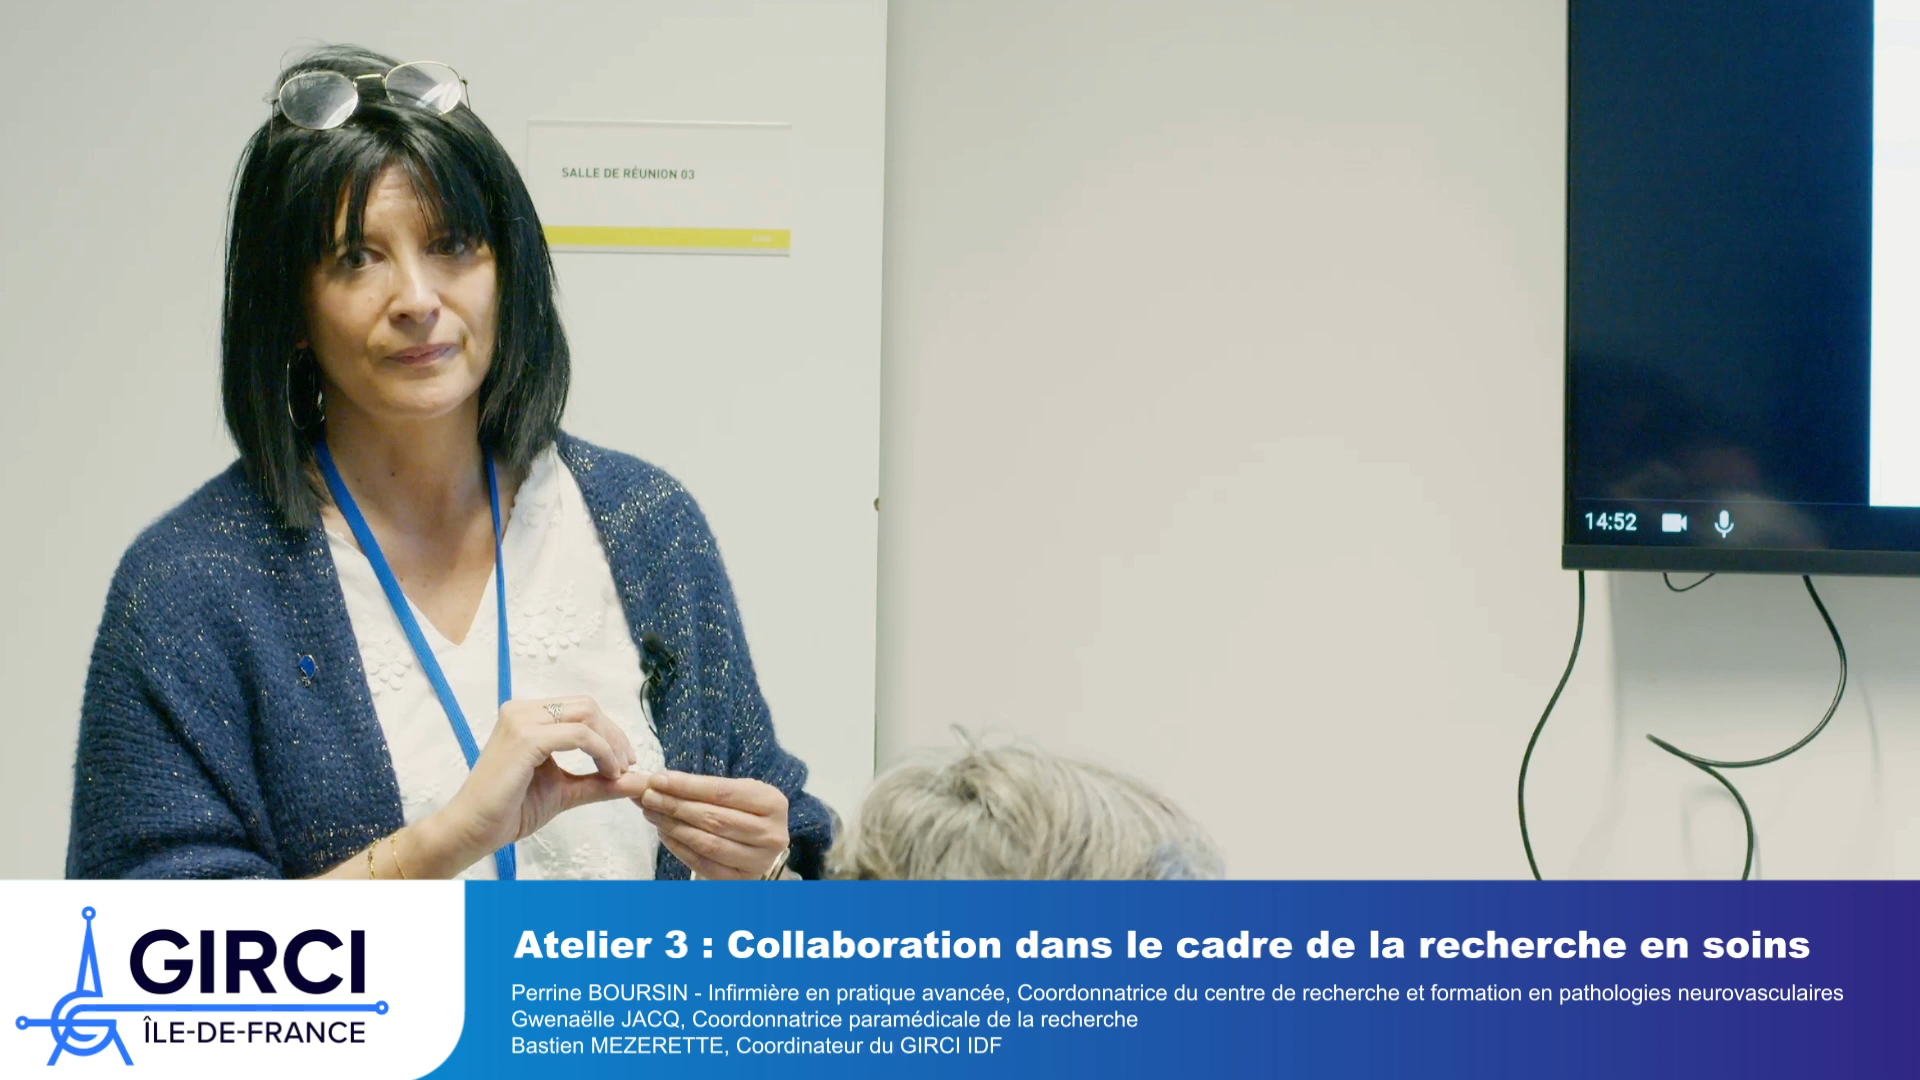 SALLE DE RÉUNION 03
14:52
GIRCI
ÎLE-DE-FRANCE
Atelier 3 : Collaboration dans le cadre de la recherche en soins
Perrine BOURSIN - Infirmière en pratique avancée, Coordonnatrice du centre de recherche et formation en pathologies neurovasculaires
Gwenaëlle JACQ, Coordonnatrice paramédicale de la recherche
Bastien MEZERETTE, Coordinateur du GIRCI IDF